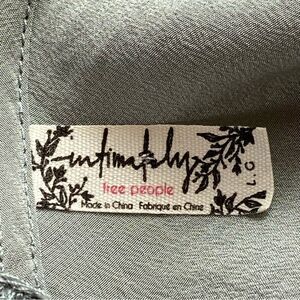 intimately
free people
Made in China Fabriqué en Chine
L.G